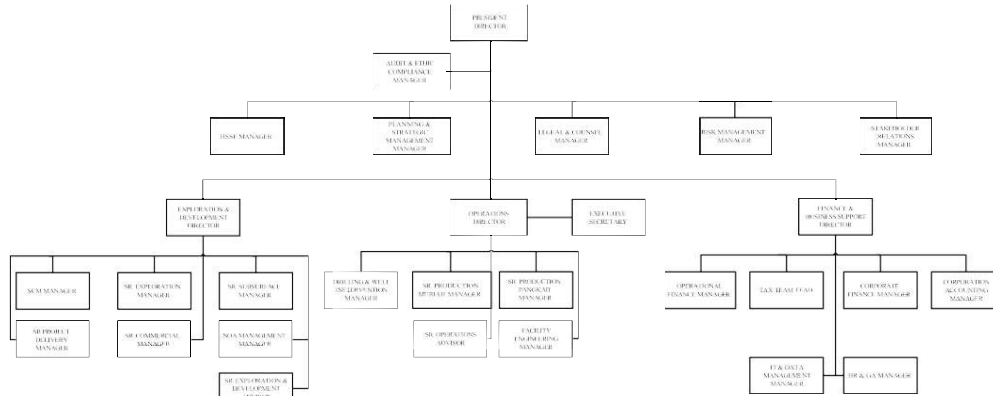 PRESIDENT
DIRECTOR
AUDIT & ETHIC
COMPLIANCE
MANAGER
HSSE MANAGER
PLANNING &
STRATEGIC
MANAGEMENT
MANAGER
LEGEAL & COUNSEL
MANAGER
RISK MANAGEMENT
MANAGER
STAKEHOLDER
RELATIONS
MANAGER
EXPLORATION &
DEVELOPMENT
DIRECTOR
OPERATIONS
DIRECTOR
EXECUTIVE
SECRETARY
FINANCE &
BUSINESS SUPPORT
DIRECTOR
SCM MANAGER
SR. EXPLORATION
MANAGER
SR. SUBSURFACE
MANAGER
DRILLING & WELL
INTERVENTION
MANAGER
SR. PRODUCTION
MANAGER
SR. PRODUCTION
PANGKAH
MANAGER
OPERATIONAL
FINANCE MANAGER
TAX TEAM LEAD
CORPORATE
FINANCE MANAGER
CORPORATION
ACCOUNTING
MANAGER
SR. PROJECT
DELIVERY
MANAGER
SR. COMMERCIAL
MANAGER
NOA MANAGEMENT
MANAGER
SR. OPERATIONS
ADVISOR
FACILITY
ENGINEERING
MANAGER
SR. EXPLORATION &
DEVELOPMENT
IT & DATA
MANAGEMENT
MANAGER
HR & GA MANAGER